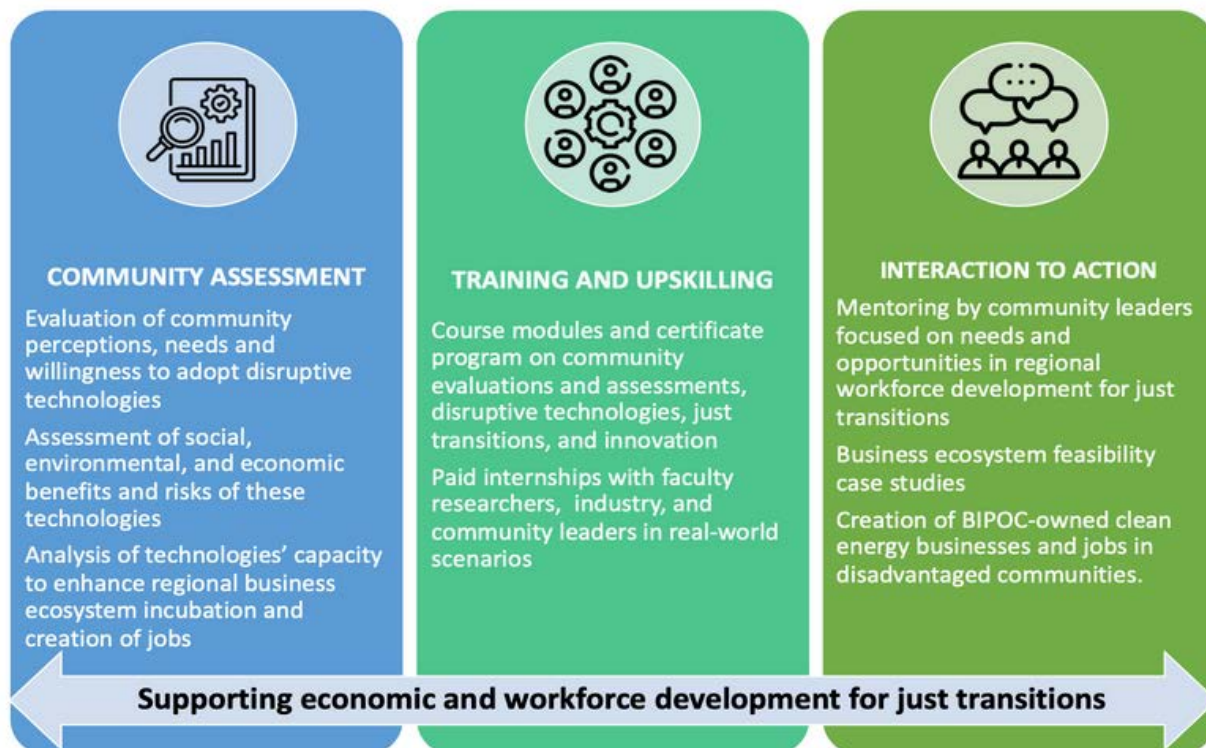 COMMUNITY ASSESSMENT
Evaluation of community
perceptions, needs and
willingness to adopt disruptive
technologies
Assessment of social,
environmental, and economic
benefits and risks of these
technologies
Analysis of technologies’ capacity
to enhance regional business
ecosystem incubation and
creation of jobs
TRAINING AND UPSKILLING
Course modules and certificate
program on community
evaluations and assessments,
disruptive technologies, just
transitions, and innovation
Paid internships with faculty
researchers, industry, and
community leaders in real-world
scenarios
INTERACTION TO ACTION
Mentoring by community leaders
focused on needs and
opportunities in regional
workforce development for just
transitions
Business ecosystem feasibility
case studies
Creation of BIPOC-owned clean
energy businesses and jobs in
disadvantaged communities.
Supporting economic and workforce development for just transitions